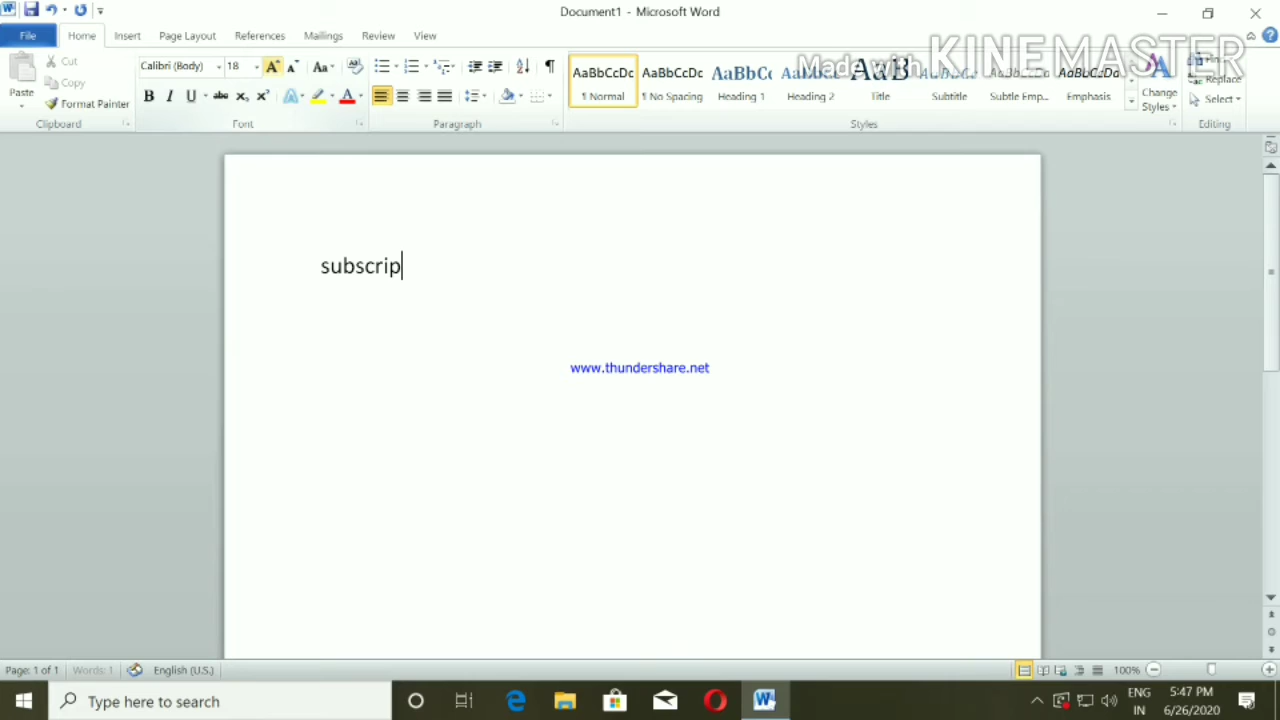 Document1 - Microsoft Word
File Home Insert Page Layout References Mailings Review View
Made with KINEMASTER
Paste Cut Copy Format Painter
Clipboard
Calibri (Body) 18
Font
Paragraph
AaBbCcDc AaBbCcDc AaBbCc AaBbCc AaB AaBbCc. AaBbCcDc AaBbCcDc
¶ Normal ¶ No Spacing Heading 1 Heading 2 Title Subtitle Subtle Emp... Emphasis
Change Styles
Styles
Replace
Select
Editing
subscrip
www.thundershare.net
Page: 1 of 1 Words: 1 English (U.S.) 100%
Type here to search
ENG IN 5:47 PM 6/26/2020